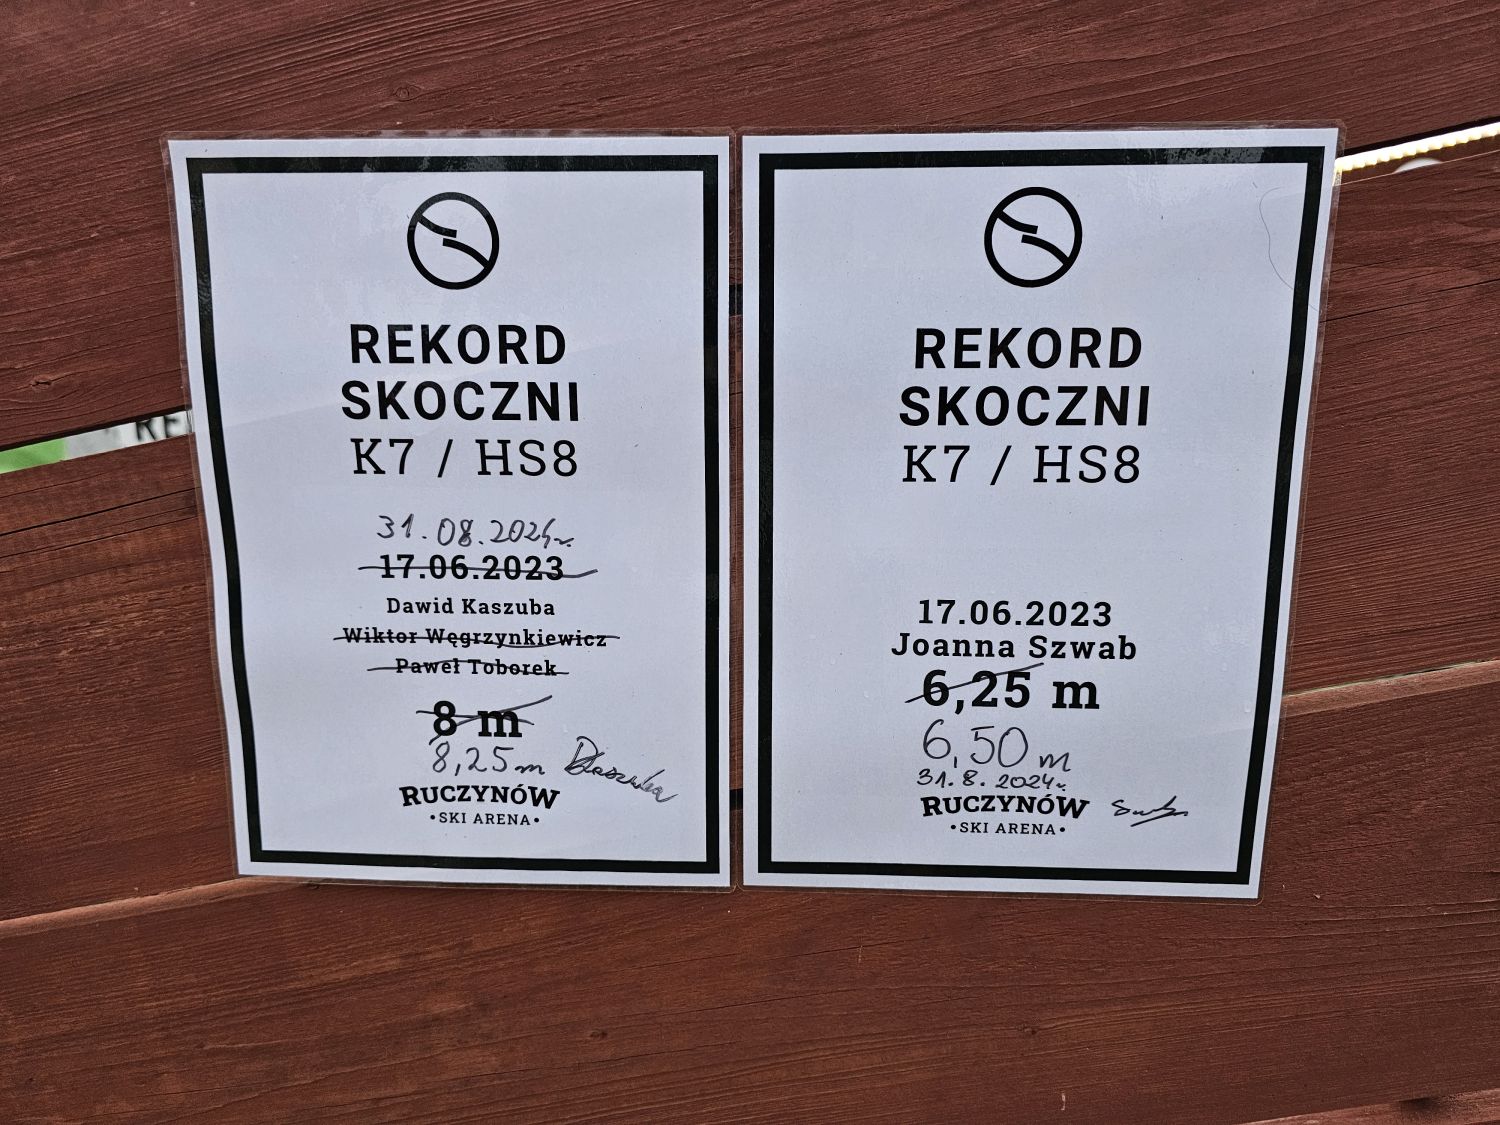 REKORD
SKOCZNI
K7 / HS8
31.08.2024r.
17.06.2023
Dawid Kaszuba
Wiktor Węgrzynkiewicz
Paweł Toborek
8 m
8,25 m DKaszuba
RUCZYNÓW
•SKI ARENA•
REKORD
SKOCZNI
K7 / HS8
17.06.2023
Joanna Szwab
6,25 m
6,50 m
31.8.2024r.
RUCZYNÓW
•SKI ARENA•